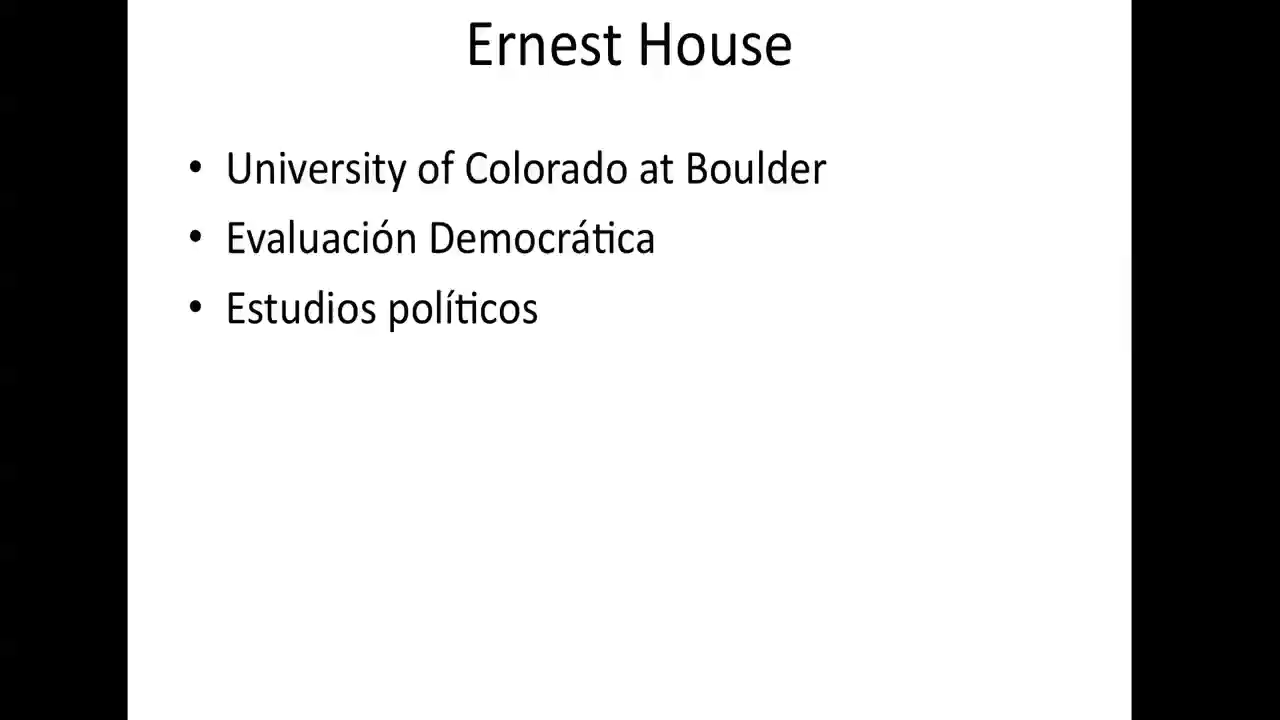 Ernest House
• University of Colorado at Boulder
• Evaluación Democrática
• Estudios políticos